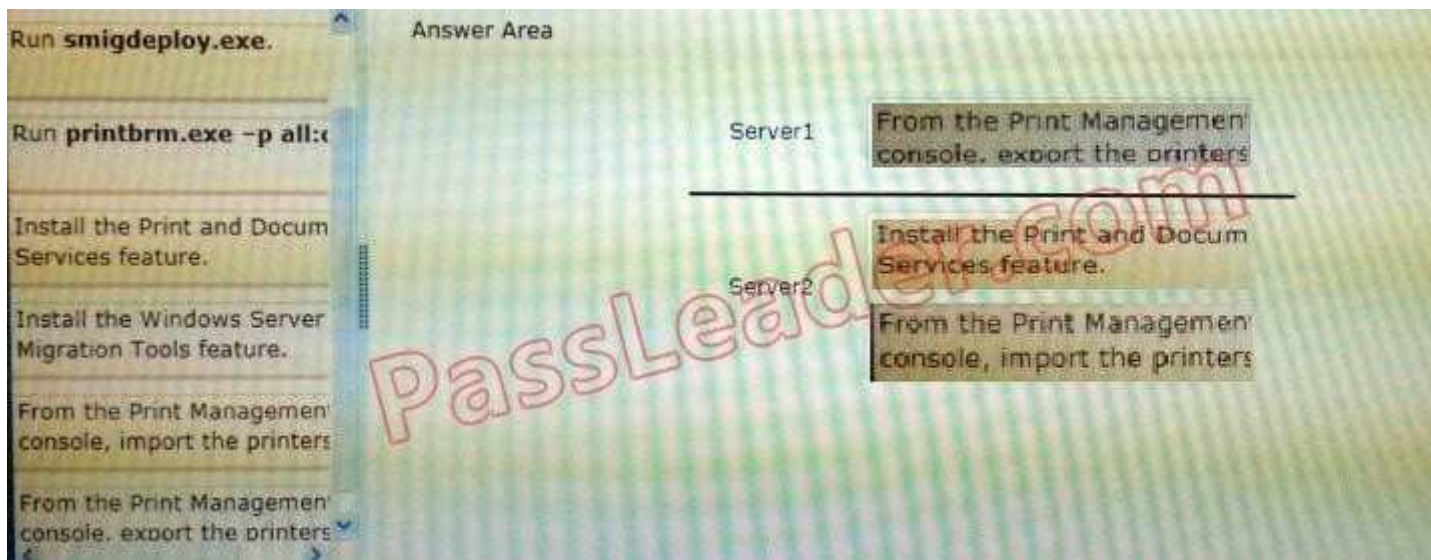 Run smigdeploy.exe.
Run printbrm.exe –p all:
Install the Print and Docum
Services feature.
Install the Windows Server
Migration Tools feature.
From the Print Managemen
console, import the printers
From the Print Managemen
console, export the printers
Answer Area
Server1
From the Print Managemen
console, export the printers
Server2
Install the Print and Docum
Services feature.
From the Print Managemen
console, import the printers
PassLeader.com